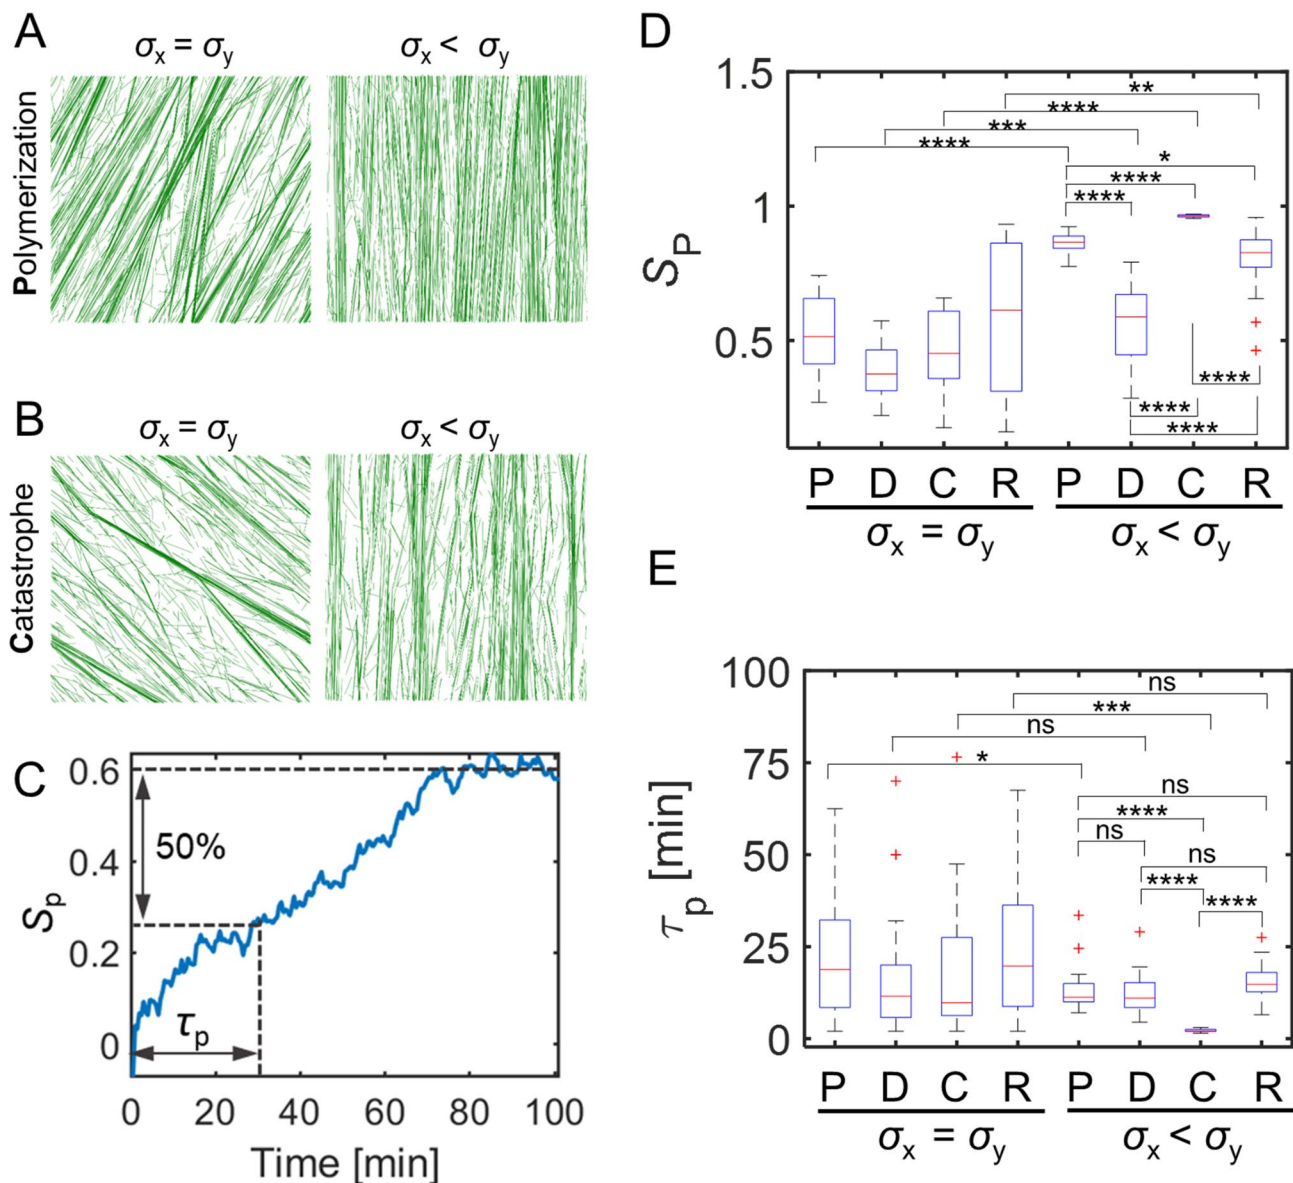 A
σx = σy
σx < σy
Polymerization
B
σx = σy
σx < σy
Catastrophe
C
0.6
0.4
0.2
0
Sp
50%
τp
0
20
40
60
80
100
Time [min]
D
1.5
1
0.5
SP
**
****
***
****
*
****
****
****
****
****
P D C R P D C R
σx = σy
σx < σy
E
100
75
50
25
0
τp [min]
ns
***
ns
*
ns
****
ns
ns
****
****
P D C R P D C R
σx = σy
σx < σy